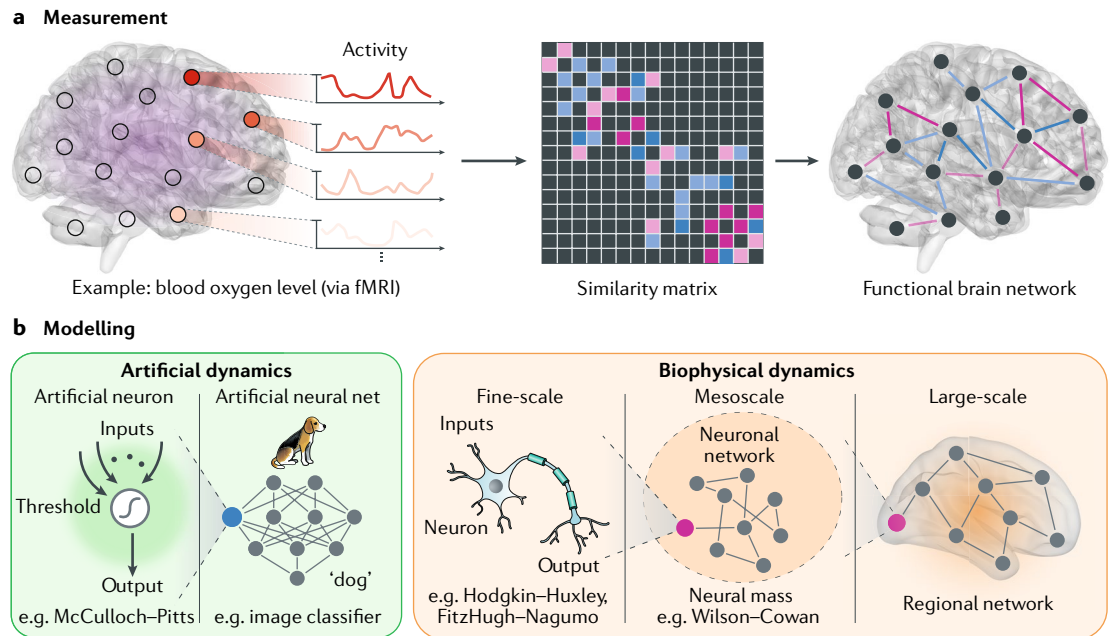 a Measurement
Activity
Example: blood oxygen level (via fMRI)
Similarity matrix
Functional brain network
b Modelling
Artificial dynamics
Artificial neuron
Artificial neural net
Inputs
Threshold
Output
'dog'
e.g. McCulloch–Pitts
e.g. image classifier
Biophysical dynamics
Fine-scale
Mesoscale
Large-scale
Inputs
Neuron
Output
e.g. Hodgkin–Huxley,
FitzHugh–Nagumo
Neuronal
network
Neural mass
e.g. Wilson–Cowan
Regional network